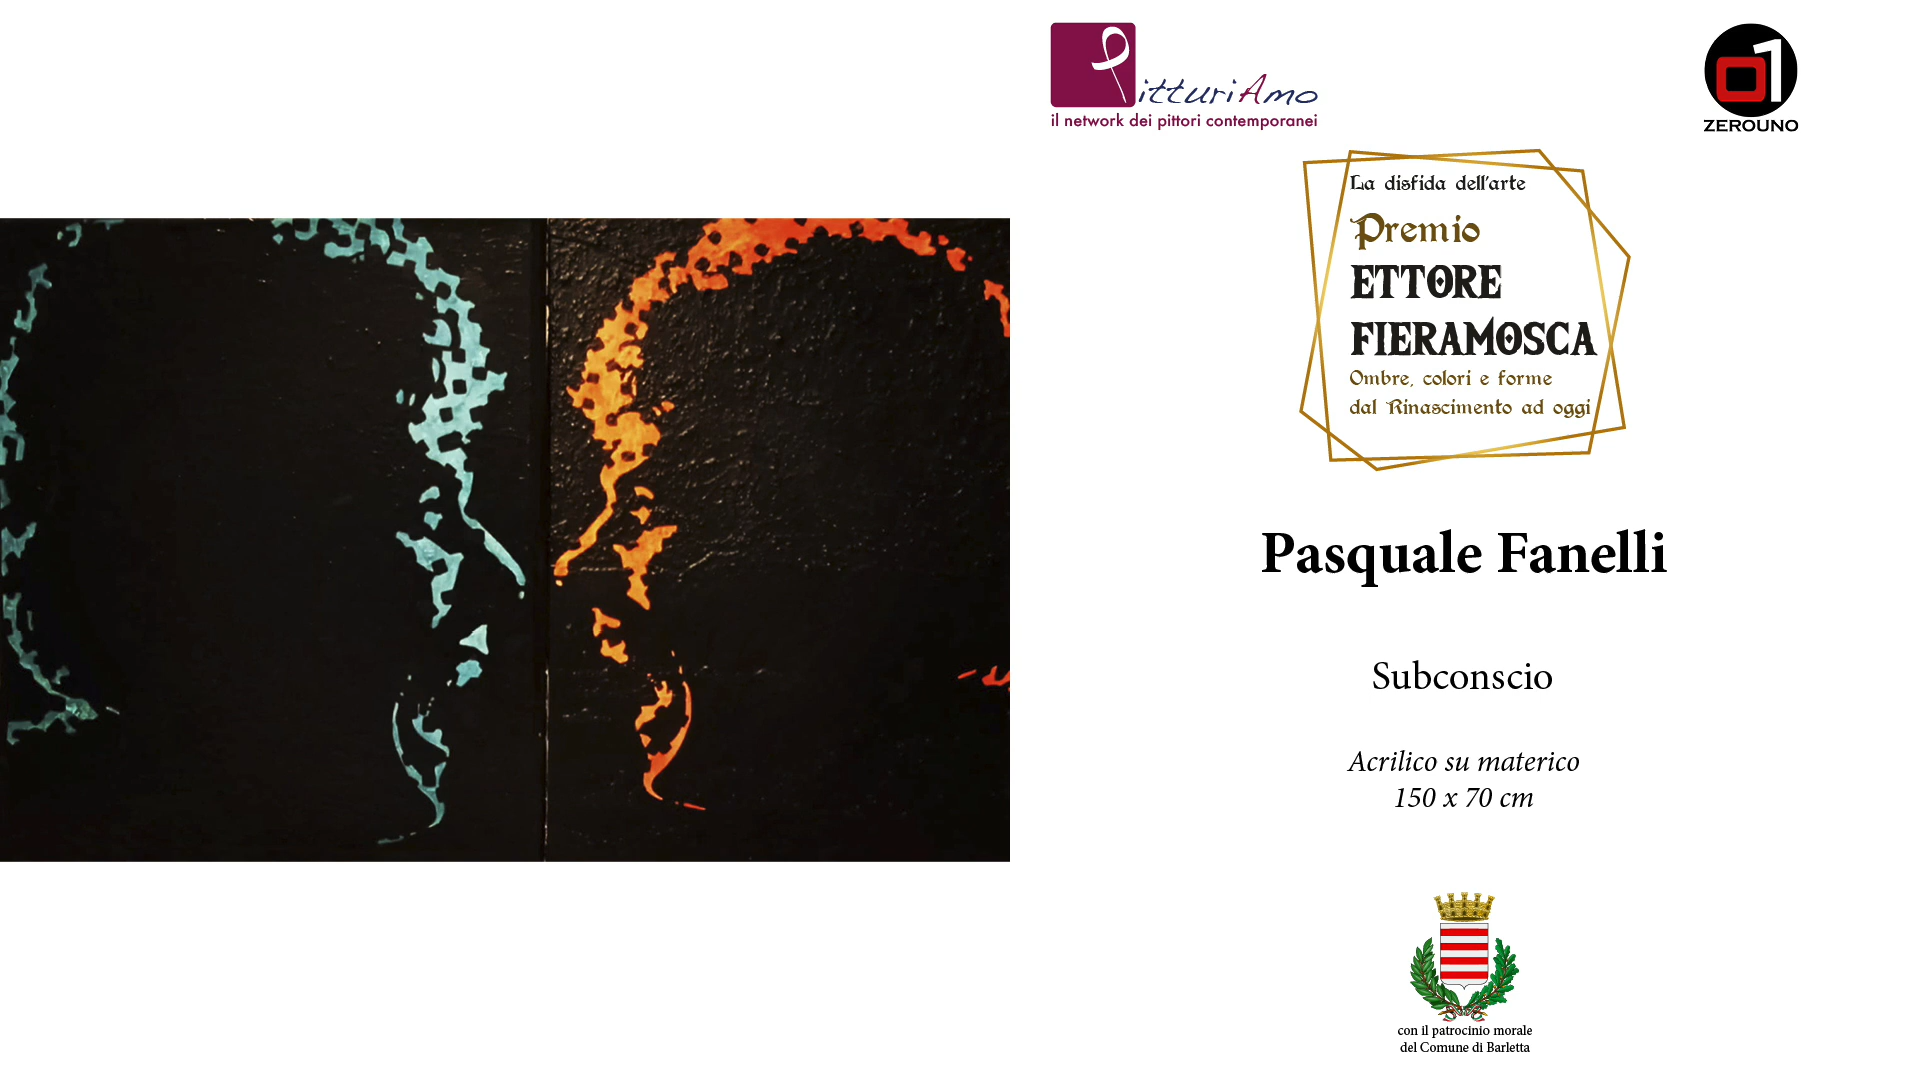 PitturiAmo
il network dei pittori contemporanei
01
ZEROUNO
La disfida dell'arte
Premio
ETTORE
FIERAMOSCA
Ombre, colori e forme
dal Rinascimento ad oggi
Pasquale Fanelli
Subconscio
Acrilico su materico
150 x 70 cm
con il patrocinio morale
del Comune di Barletta